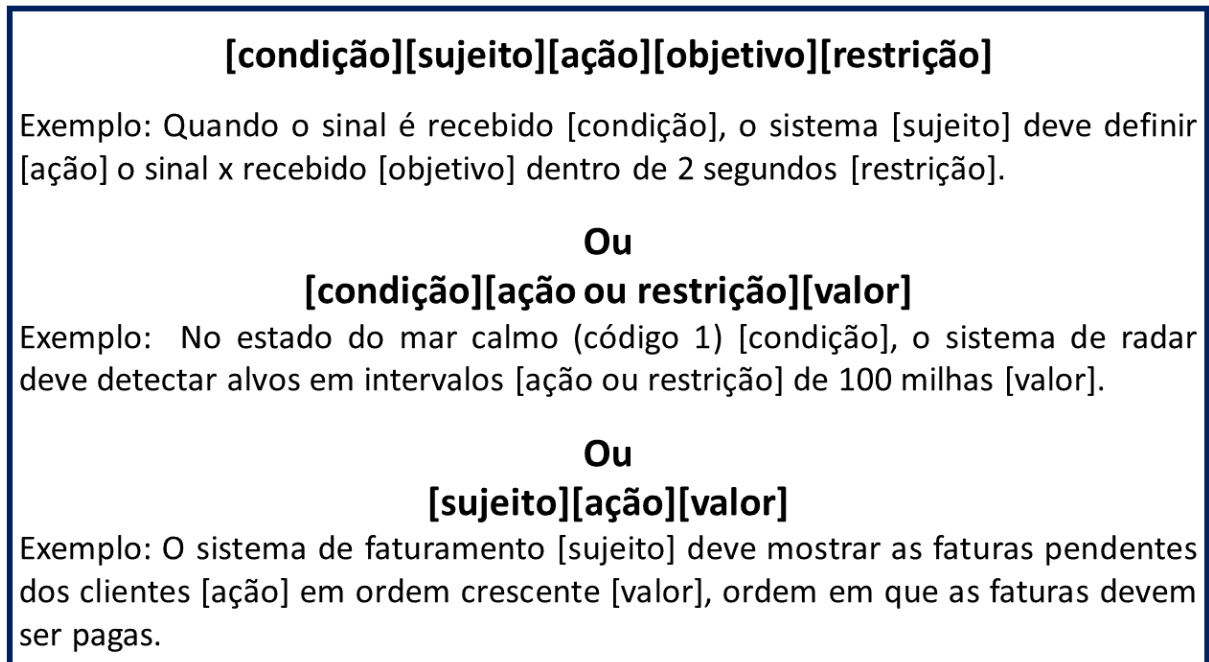 [condição][sujeito][ação][objetivo][restrição]
Exemplo: Quando o sinal é recebido [condição], o sistema [sujeito] deve definir
[ação] o sinal x recebido [objetivo] dentro de 2 segundos [restrição].
Ou
[condição][ação ou restrição][valor]
Exemplo: No estado do mar calmo (código 1) [condição], o sistema de radar
deve detectar alvos em intervalos [ação ou restrição] de 100 milhas [valor].
Ou
[sujeito][ação][valor]
Exemplo: O sistema de faturamento [sujeito] deve mostrar as faturas pendentes
dos clientes [ação] em ordem crescente [valor], ordem em que as faturas devem
ser pagas.